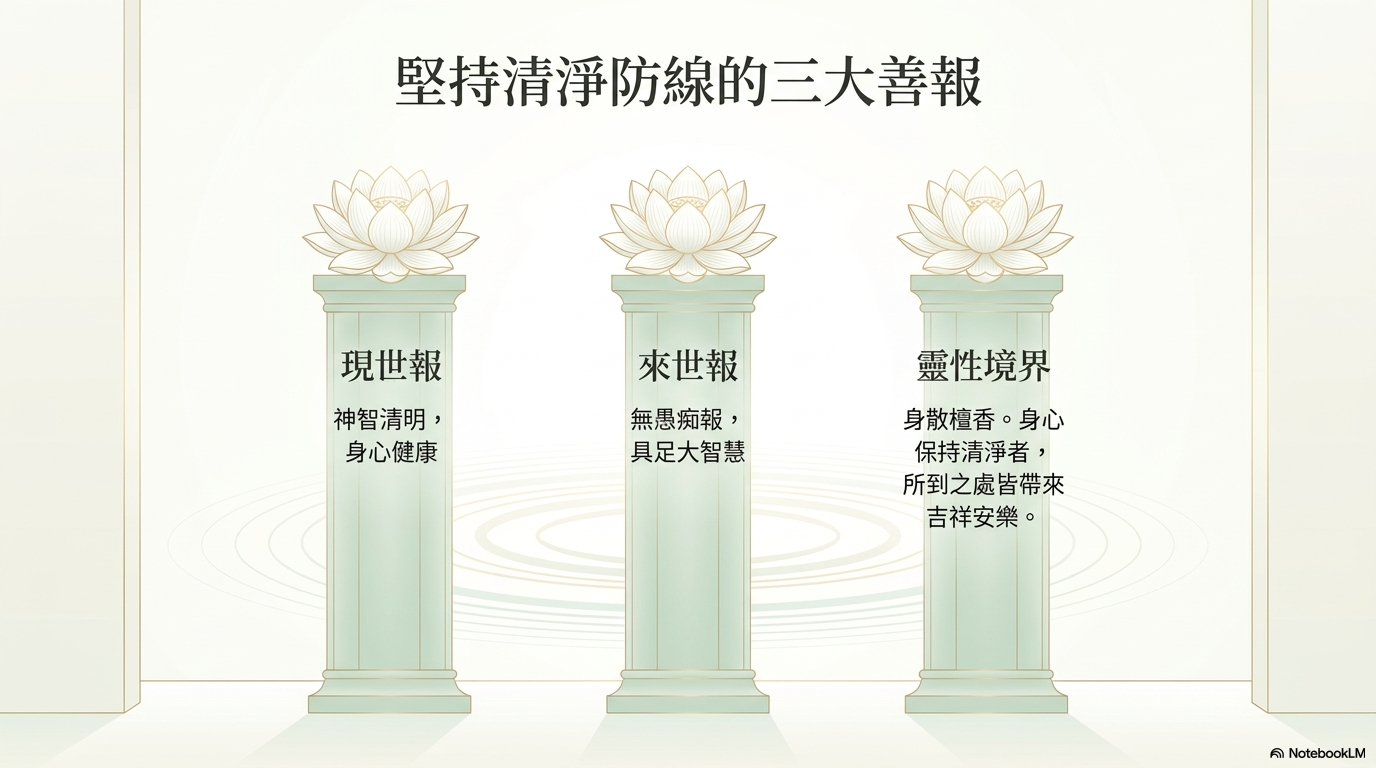 堅持清淨防線的三大善報
現世報
神智清明，
身心健康
來世報
無愚痴報，
具足大智慧
靈性境界
身散檀香。身心
保持清淨者，
所到之處皆帶來
吉祥安樂。
NotebookLM